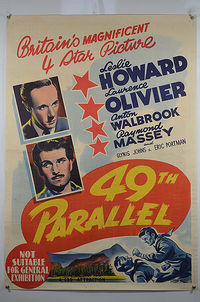 Britain's MAGNIFICENT
4 Star Picture
Leslie
HOWARD
Laurence
OLIVIER
Anton
WALBROOK
Raymond
MASSEY
GLYNIS JOHNS & ERIC PORTMAN
49TH
PARALLEL
NOT
SUITABLE
FOR GENERAL
EXHIBITION